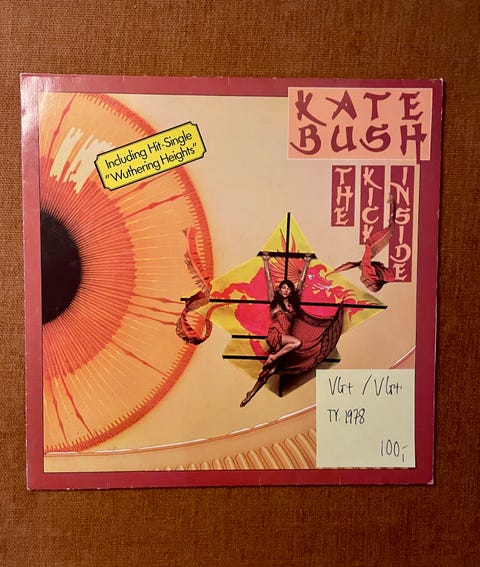 KATE
BUSH
THE
KICK
INSIDE
Including Hit-Single
"Wuthering Heights"
VG+ / VG+
TY. 1978
100,-